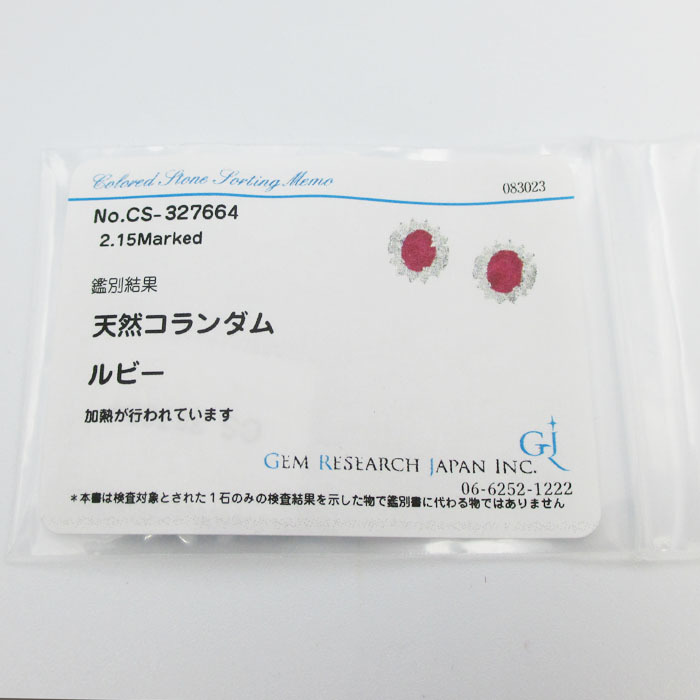 Colored Stone Sorting Memo
083023
No.CS-327664
2.15Marked
鑑別結果
天然コランダム
ルビー
加熱が行われています
GJ
GEM RESEARCH JAPAN INC.
06-6252-1222
*本書は検査対象とされた1石のみの検査結果を示した物で鑑別書に代わる物ではありません